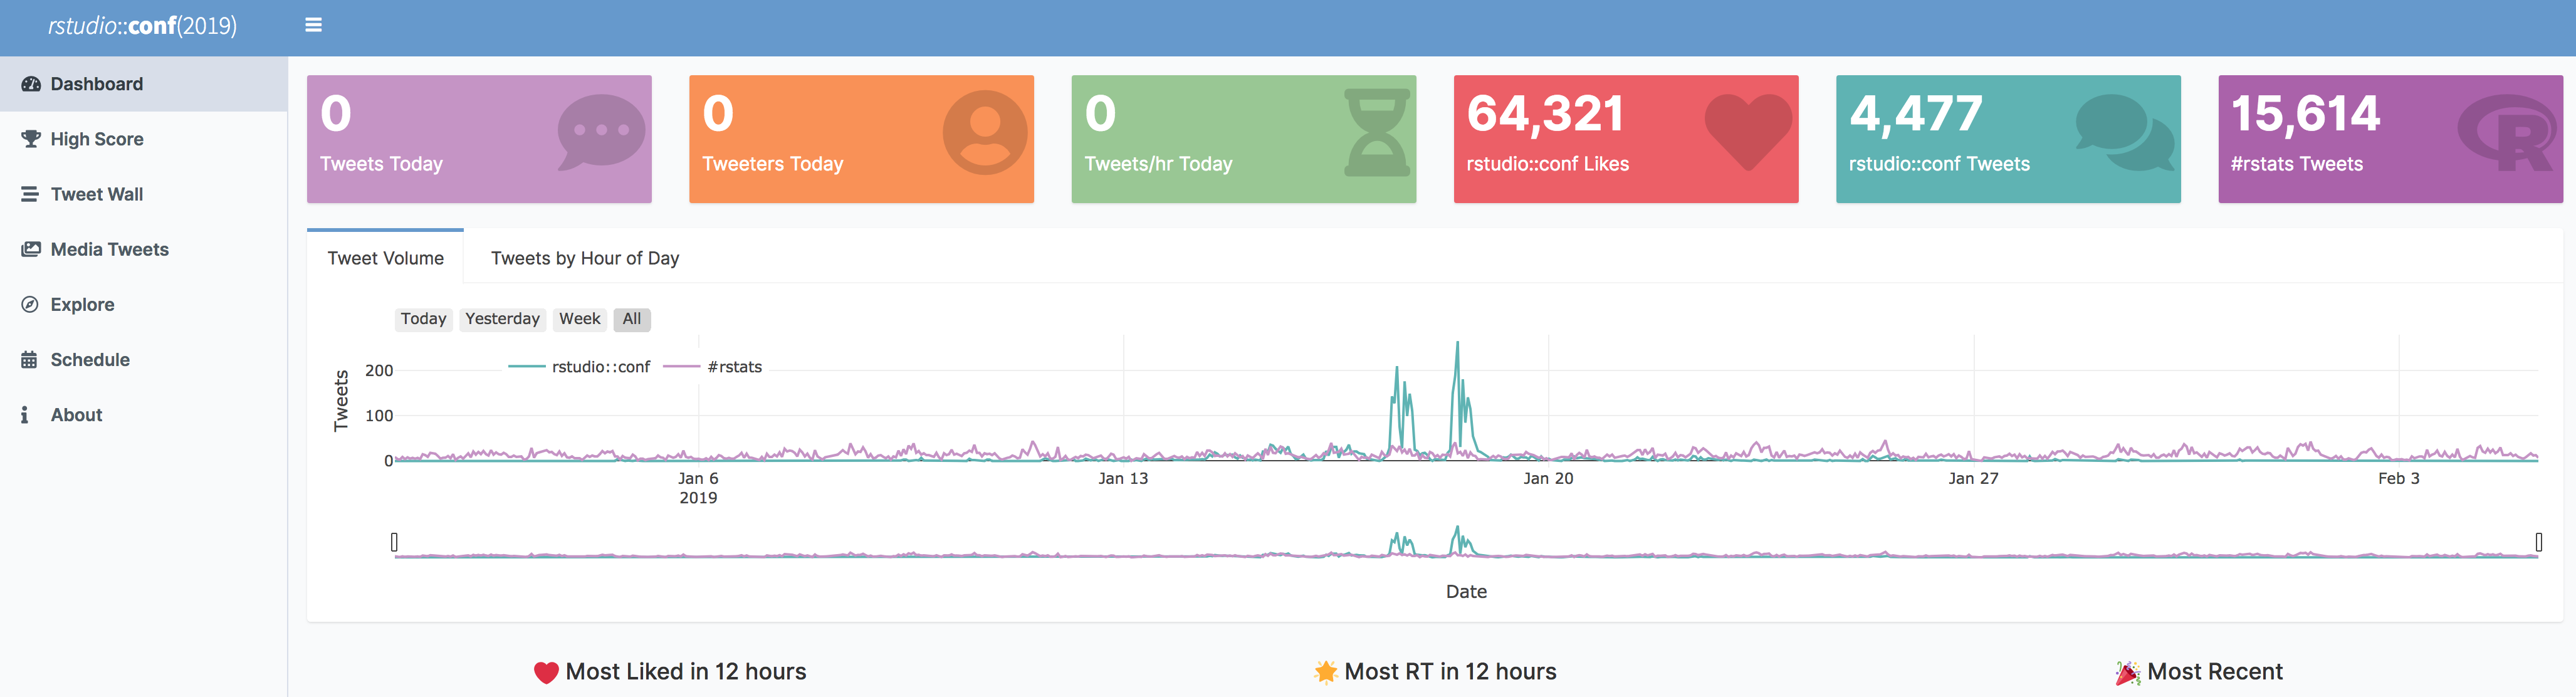 rstudio::conf(2019)
Dashboard
High Score
Tweet Wall
Media Tweets
Explore
Schedule
About
0
Tweets Today
0
Tweeters Today
0
Tweets/hr Today
64,321
rstudio::conf Likes
4,477
rstudio::conf Tweets
15,614
#rstats Tweets
Tweet Volume
Tweets by Hour of Day
Today Yesterday Week All
rstudio::conf #rstats
Tweets
200
100
0
Jan 6
2019
Jan 13
Jan 20
Jan 27
Feb 3
Date
Most Liked in 12 hours
Most RT in 12 hours
Most Recent